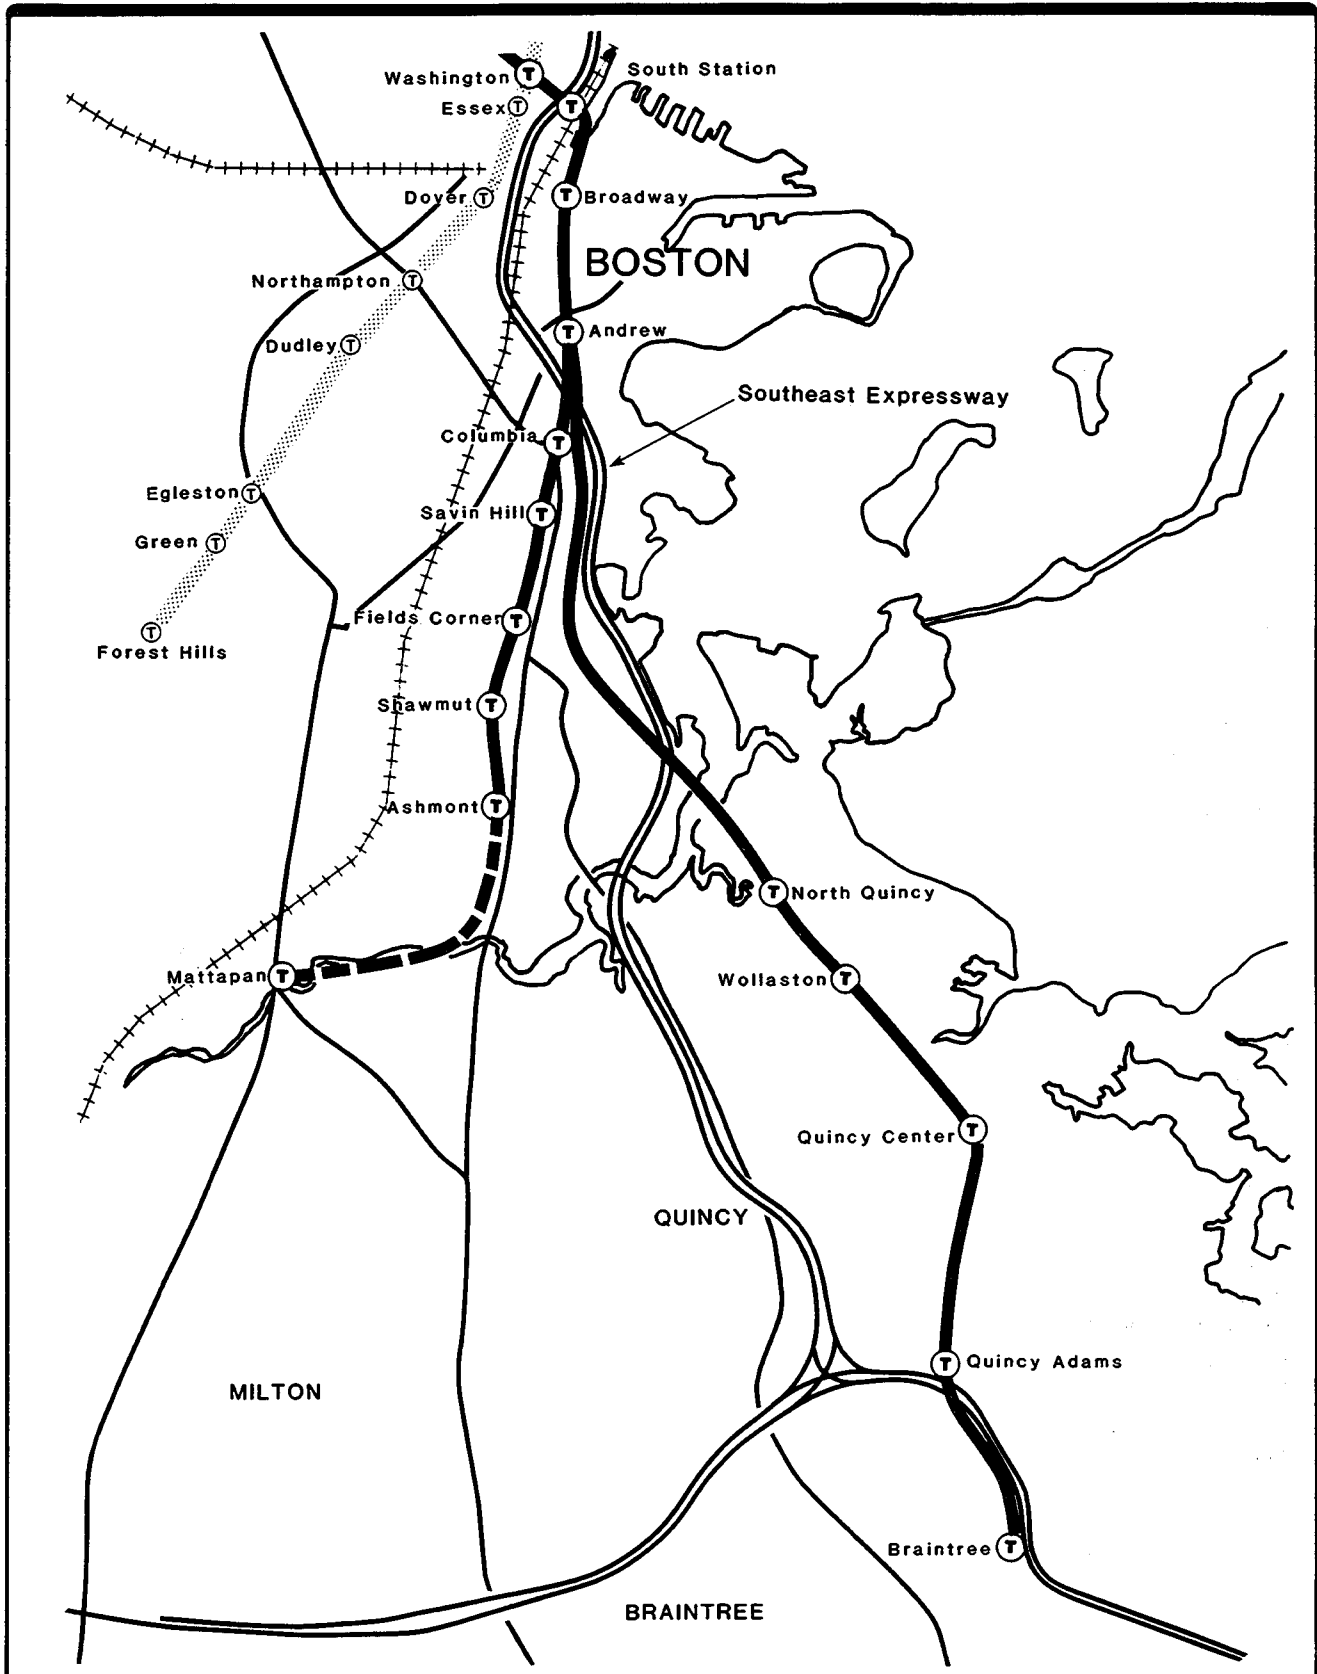 South Station
Washington T
Essex T
T
Dover T
T Broadway
BOSTON
Northampton T
T Andrew
Dudley T
Southeast Expressway
Columbia T
Egleston T
Savin Hill T
Green T
Fields Corner T
T
Forest Hills
Shawmut T
Ashmont T
T North Quincy
Mattapan T
Wollaston T
Quincy Center T
QUINCY
T Quincy Adams
MILTON
Braintree T
BRAINTREE